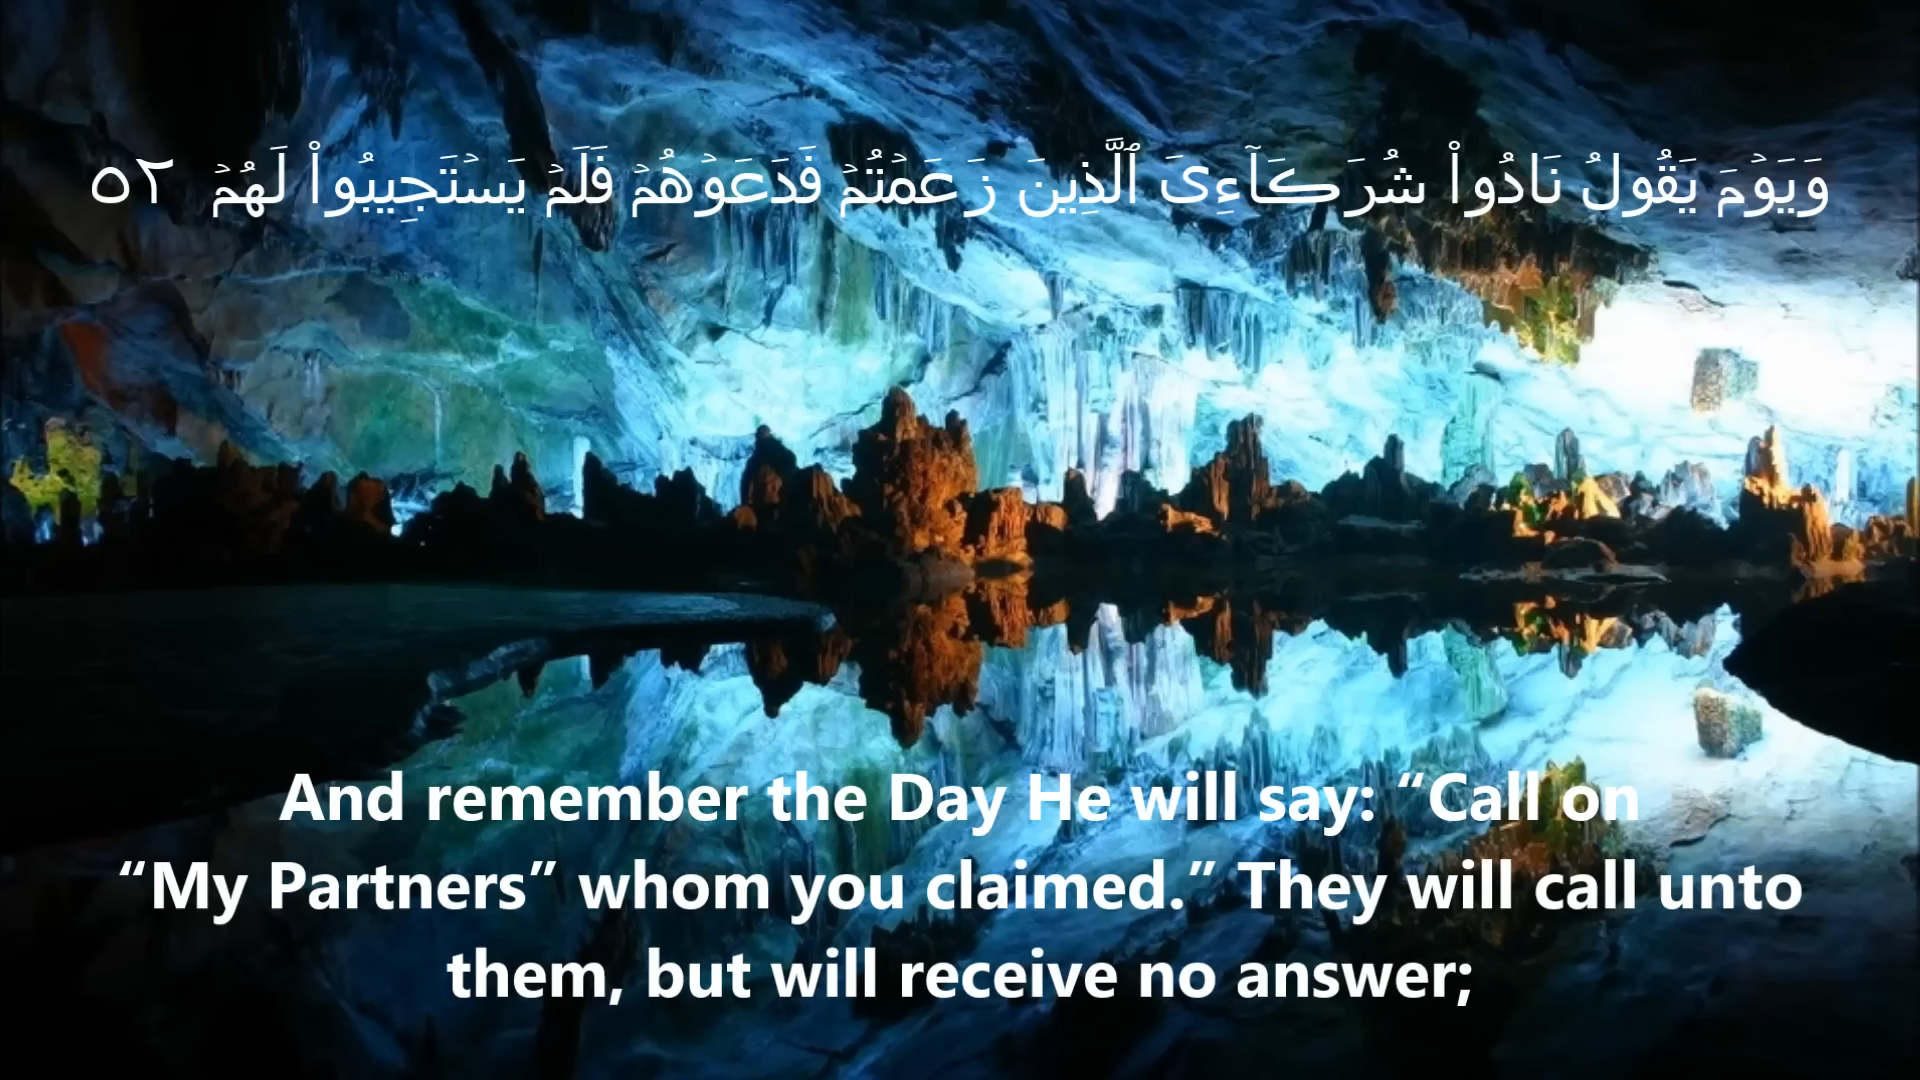 وَيَوْمَ يَقُولُ نَادُوا۟ شُرَكَآءِىَ ٱلَّذِينَ زَعَمْتُمْ فَدَعَوْهُمْ فَلَمْ يَسْتَجِيبُوا۟ لَهُمْ ٥٢
And remember the Day He will say: “Call on
“My Partners” whom you claimed.” They will call unto
them, but will receive no answer;